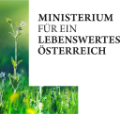 MINISTERIUM
FÜR EIN
LEBENSWERTES
ÖSTERREICH